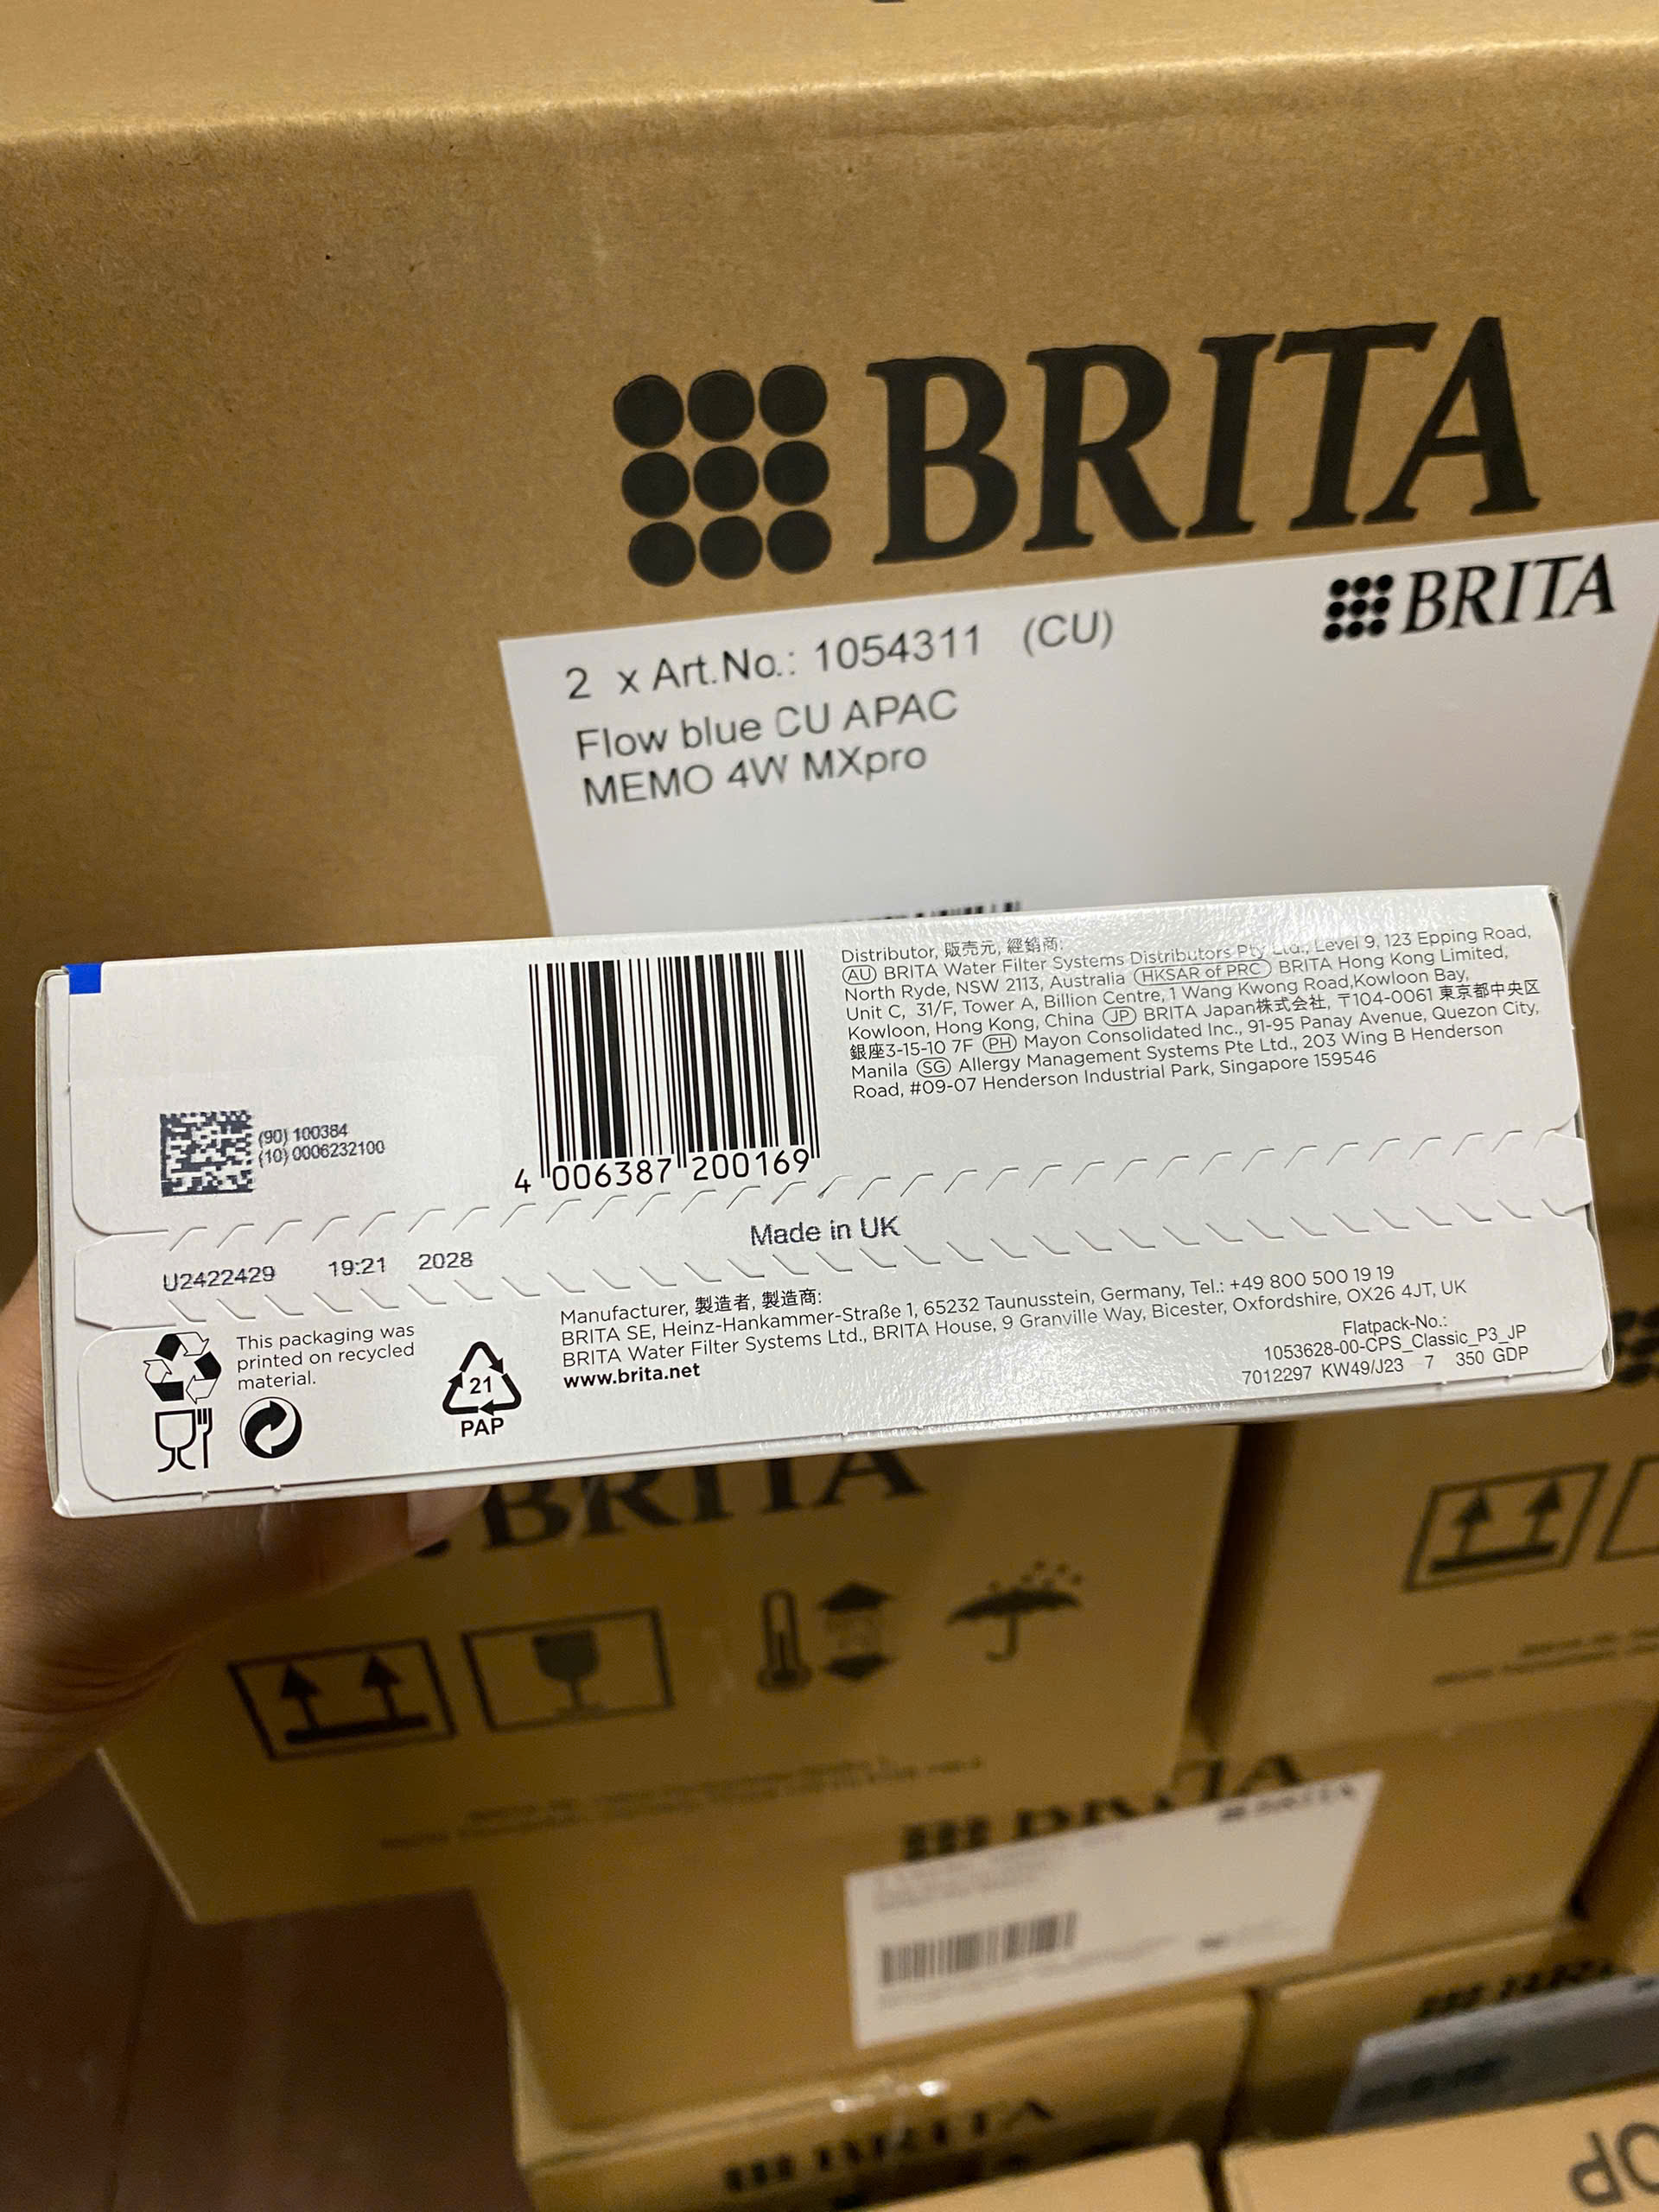 BRITA
BRITA
2 x Art.No.: 1054311 (CU)
Flow blue CU APAC
MEMO 4W MXpro
Distributor, 販売元, 經銷商:
(AU) BRITA Water Filter Systems Distributors Pty Ltd., Level 9, 123 Epping Road,
North Ryde, NSW 2113, Australia (HKSAR of PRC) BRITA Hong Kong Limited,
Unit C, 31/F, Tower A, Billion Centre, 1 Wang Kwong Road,Kowloon Bay,
Kowloon, Hong Kong, China (JP) BRITA Japan株式会社, 〒104-0061 東京都中央区
銀座3-15-10 7F (PH) Mayon Consolidated Inc., 91-95 Panay Avenue, Quezon City,
Manila (SG) Allergy Management Systems Pte Ltd., 203 Wing B Henderson
Road, #09-07 Henderson Industrial Park, Singapore 159546
(90) 100384
(10) 0006232100
4 006387 200169
Made in UK
U2422429 19:21 2028
This packaging was
printed on recycled
material.
21
PAP
Manufacturer, 製造者, 製造商:
BRITA SE, Heinz-Hankammer-Straße 1, 65232 Taunusstein, Germany, Tel.: +49 800 500 19 19
BRITA Water Filter Systems Ltd., BRITA House, 9 Granville Way, Bicester, Oxfordshire, OX26 4JT, UK
www.brita.net
Flatpack-No.:
1053628-00-CPS_Classic_P3_JP
7012297 KW49/J23 7 350 GDP
BRITA
BRITA
BRITA
BRITA